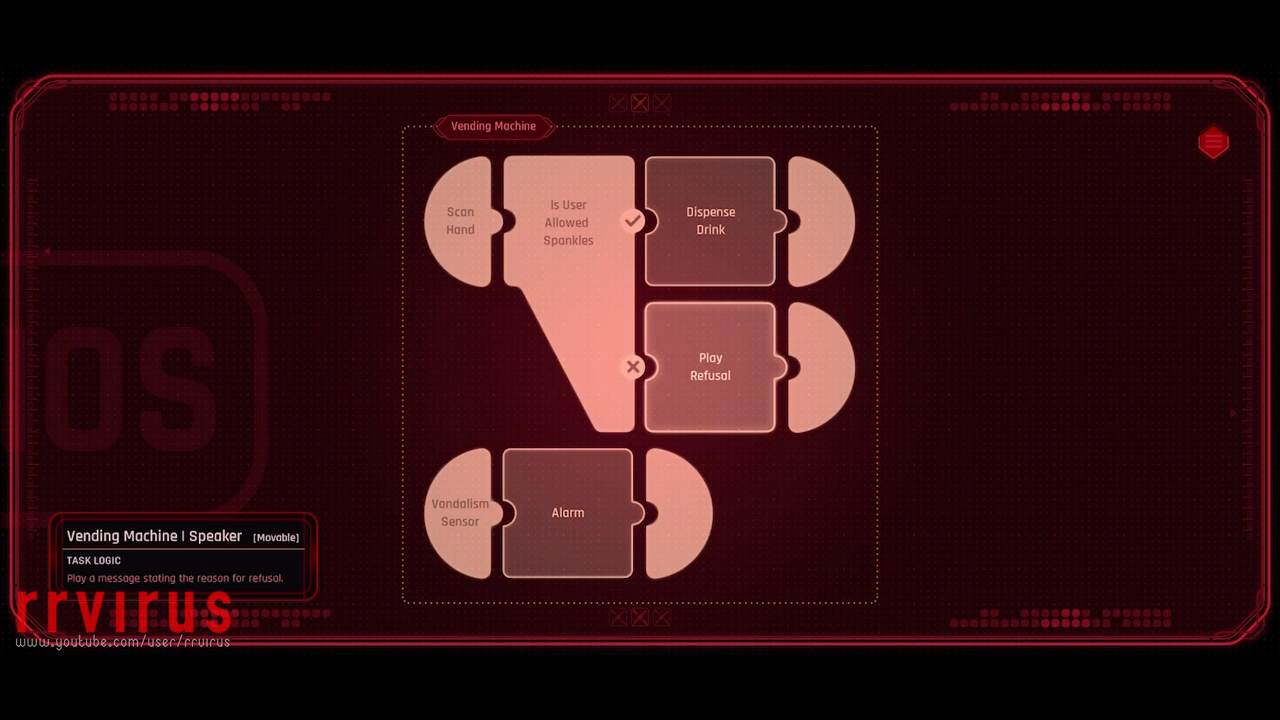 Vending Machine
Scan
Hand
Is User
Allowed
Spankles
Dispense
Drink
Play
Refusal
OS
Vandalism
Sensor
Alarm
Vending Machine | Speaker [Movable]
TASK LOGIC
Play a message stating the reason for refusal.
rrvirus
www.youtube.com/user/rrvirus